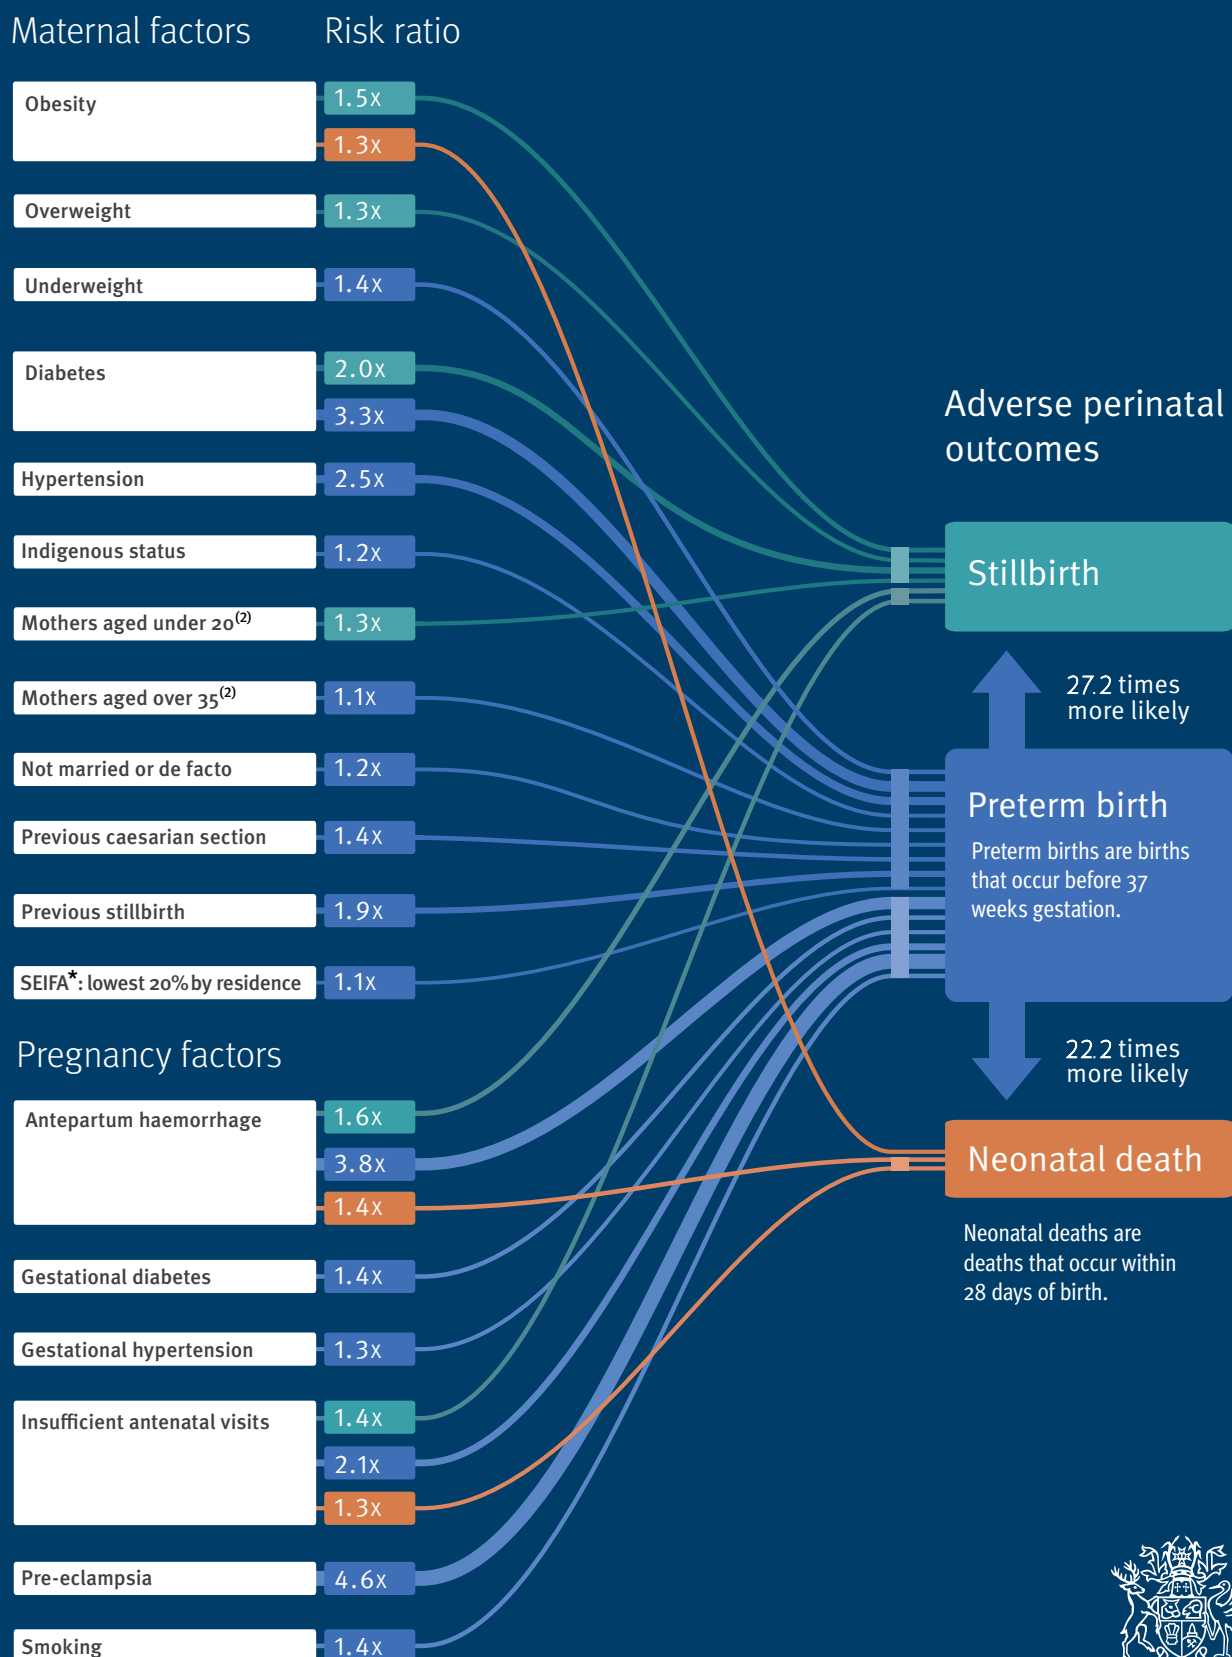 Maternal factors Risk ratio
Obesity 1.5x
1.3x
Overweight 1.3x
Underweight 1.4x
Diabetes 2.0x
3.3x
Hypertension 2.5x
Indigenous status 1.2x
Mothers aged under 20(2) 1.3x
Mothers aged over 35(2) 1.1x
Not married or de facto 1.2x
Previous caesarian section 1.4x
Previous stillbirth 1.9x
SEIFA*: lowest 20% by residence 1.1x
Pregnancy factors
Antepartum haemorrhage 1.6x
3.8x
1.4x
Gestational diabetes 1.4x
Gestational hypertension 1.3x
Insufficient antenatal visits 1.4x
2.1x
1.3x
Pre-eclampsia 4.6x
Smoking 1.4x
Adverse perinatal
outcomes
Stillbirth
27.2 times
more likely
Preterm birth
Preterm births are births
that occur before 37
weeks gestation.
22.2 times
more likely
Neonatal death
Neonatal deaths are
deaths that occur within
28 days of birth.